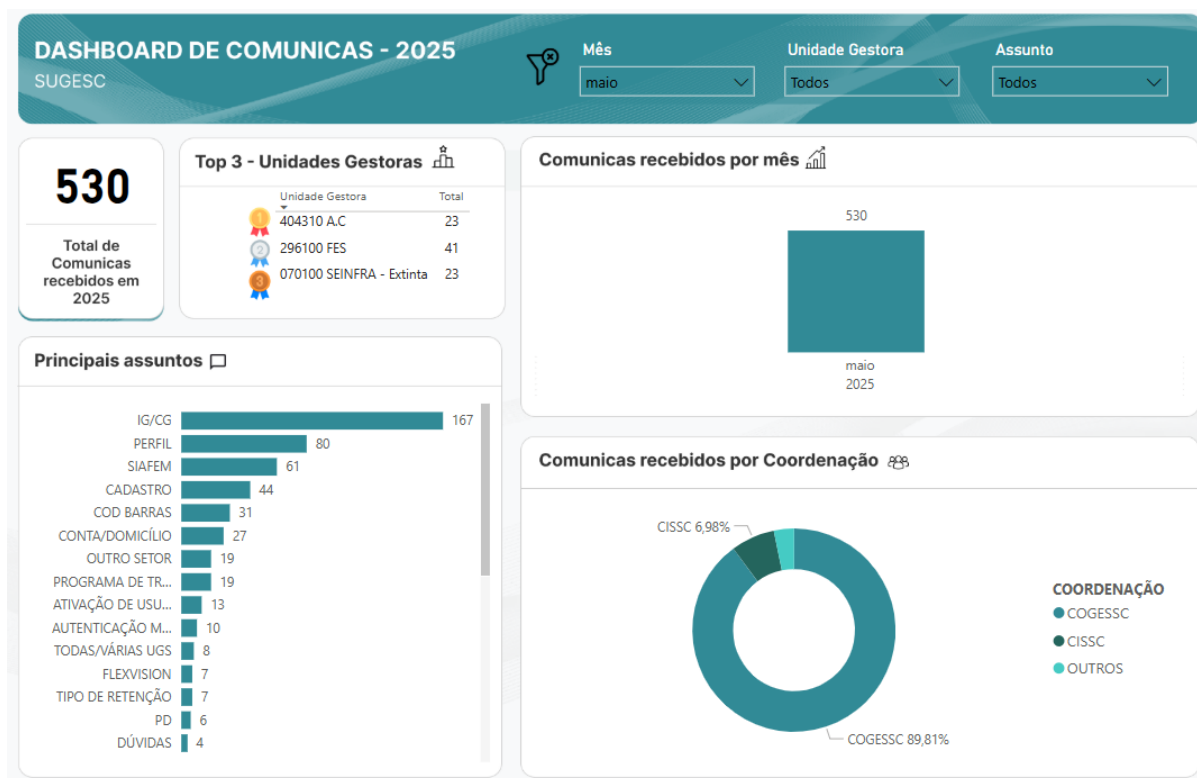 DASHBOARD DE COMUNICAS - 2025
SUGESC
Mês
maio
Unidade Gestora
Todos
Assunto
Todos
530
Total de
Comunicas
recebidos em
2025
Top 3 - Unidades Gestoras
Unidade Gestora Total
1 404310 A.C 23
2 296100 FES 41
3 070100 SEINFRA - Extinta 23
Comunicas recebidos por mês
530
maio
2025
Principais assuntos
IG/CG 167
PERFIL 80
SIAFEM 61
CADASTRO 44
COD BARRAS 31
CONTA/DOMICÍLIO 27
OUTRO SETOR 19
PROGRAMA DE TR... 19
ATIVAÇÃO DE USU... 13
AUTENTICAÇÃO M... 10
TODAS/VÁRIAS UGS 8
FLEXVISION 7
TIPO DE RETENÇÃO 7
PD 6
DÚVIDAS 4
Comunicas recebidos por Coordenação
CISSC 6,98%
COGESSC 89,81%
COORDENAÇÃO
COGESSC
CISSC
OUTROS